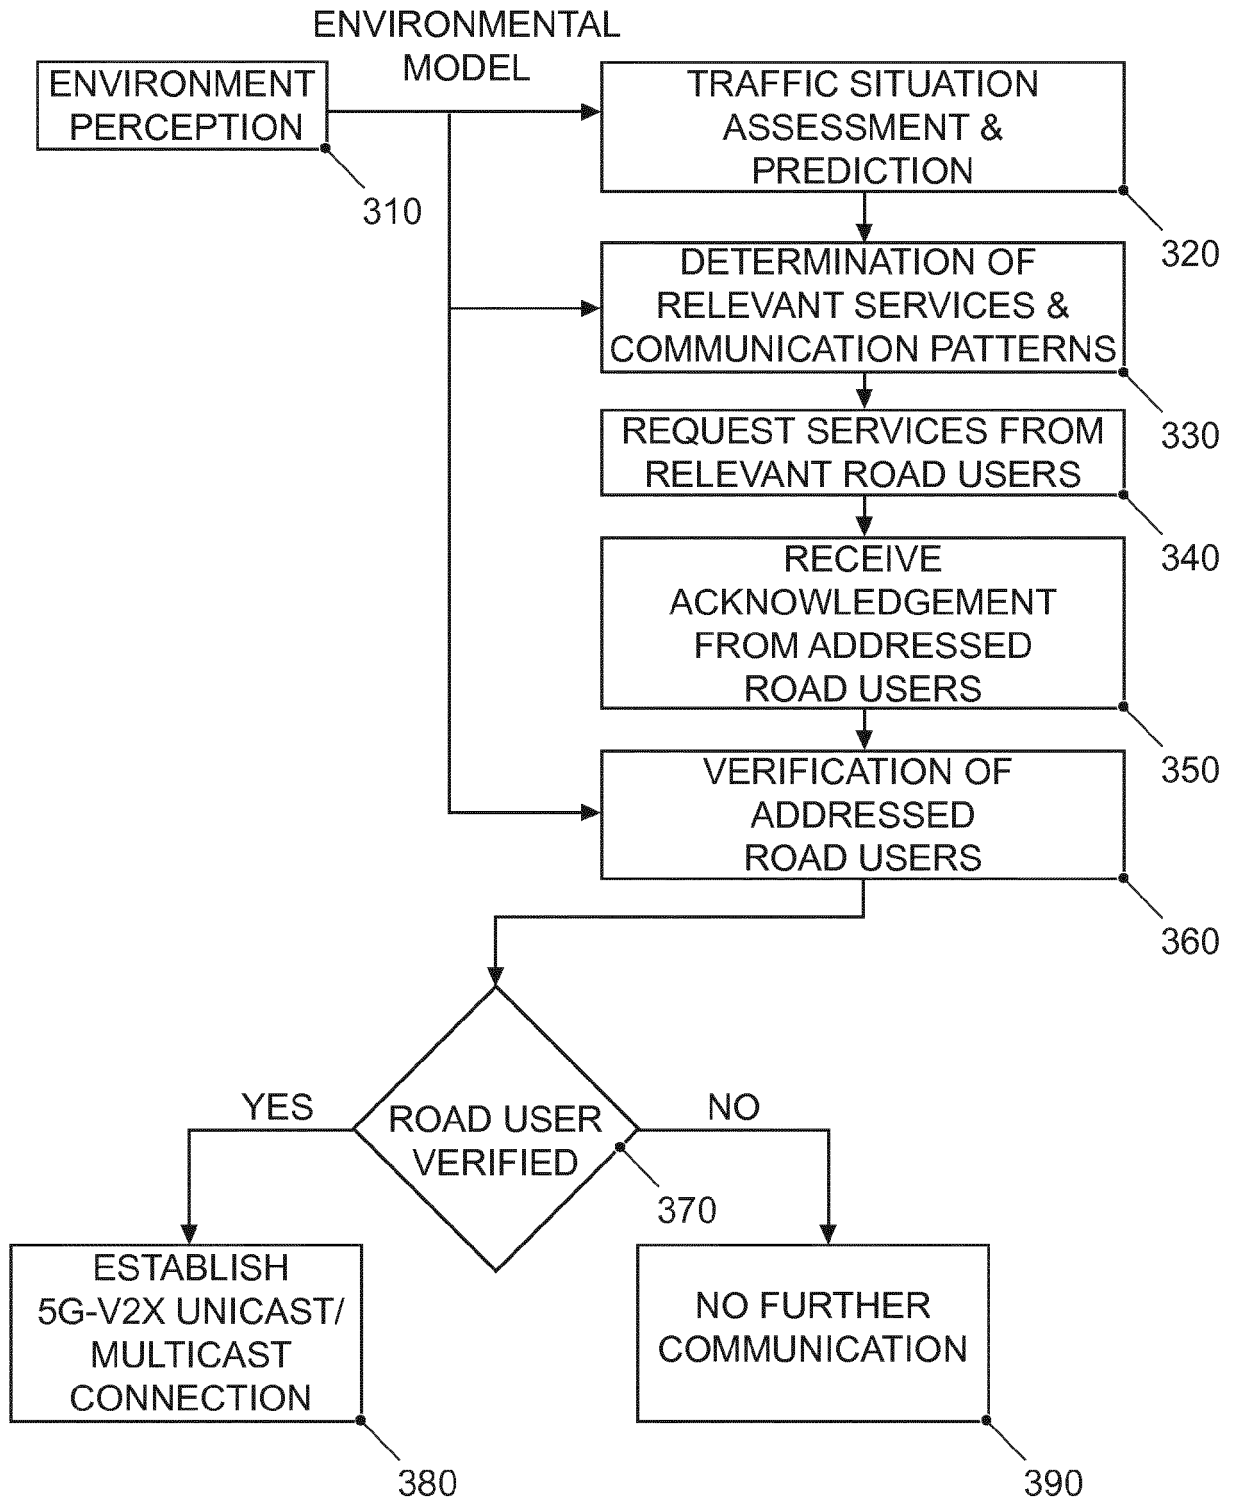 ENVIRONMENTAL
MODEL
ENVIRONMENT
PERCEPTION
310
TRAFFIC SITUATION
ASSESSMENT &
PREDICTION
320
DETERMINATION OF
RELEVANT SERVICES &
COMMUNICATION PATTERNS
330
REQUEST SERVICES FROM
RELEVANT ROAD USERS
340
RECEIVE
ACKNOWLEDGEMENT
FROM ADDRESSED
ROAD USERS
350
VERIFICATION OF
ADDRESSED
ROAD USERS
360
ROAD USER
VERIFIED
370
YES
NO
ESTABLISH
5G-V2X UNICAST/
MULTICAST
CONNECTION
380
NO FURTHER
COMMUNICATION
390